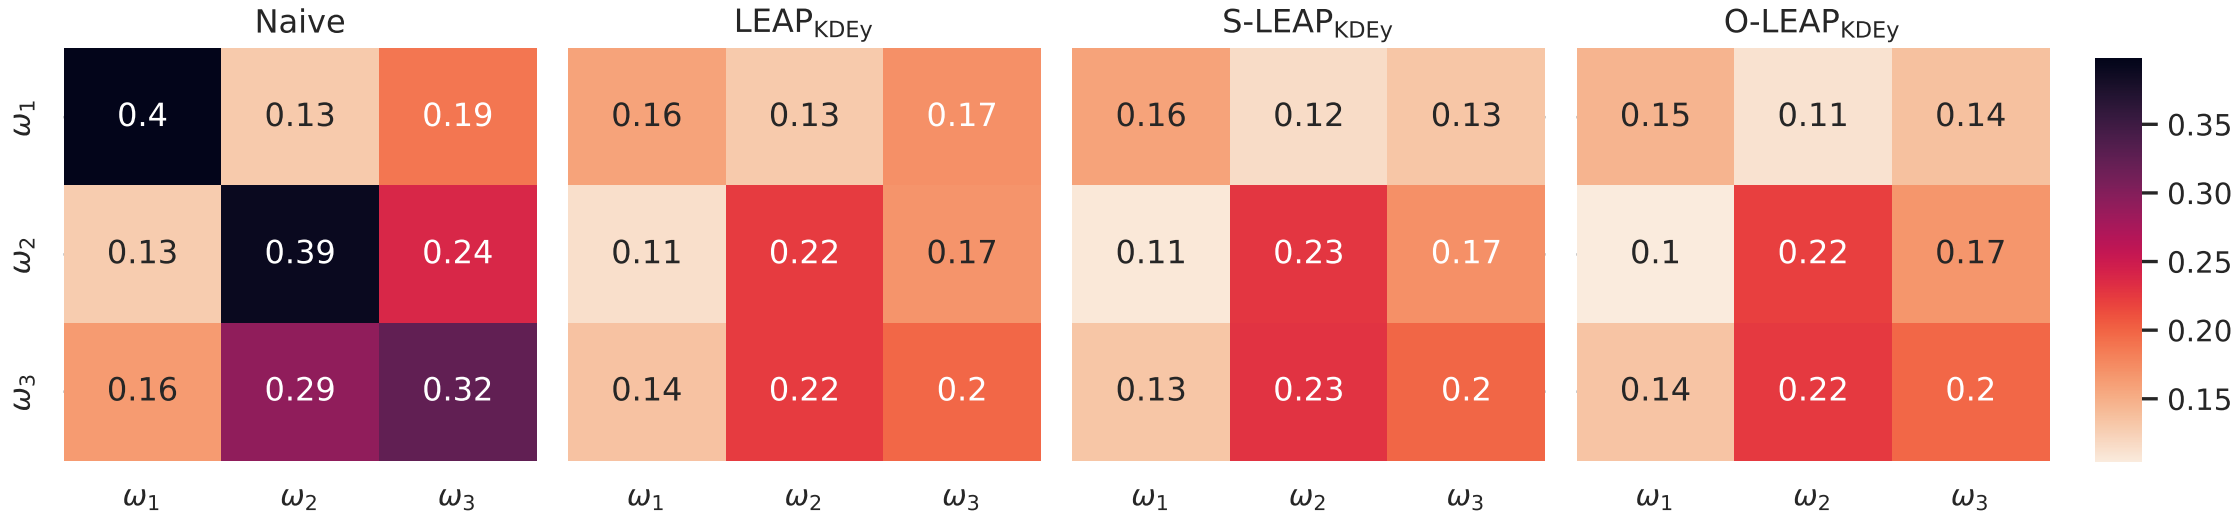 Naive LEAP_KDEy S-LEAP_KDEy O-LEAP_KDEy
ω1 0.4 0.13 0.19 0.16 0.13 0.17 0.16 0.12 0.13 0.15 0.11 0.14
0.35
0.30
ω2 0.13 0.39 0.24 0.11 0.22 0.17 0.11 0.23 0.17 0.1 0.22 0.17
0.25
0.20
ω3 0.16 0.29 0.32 0.14 0.22 0.2 0.13 0.23 0.2 0.14 0.22 0.2
0.15
ω1 ω2 ω3 ω1 ω2 ω3 ω1 ω2 ω3 ω1 ω2 ω3